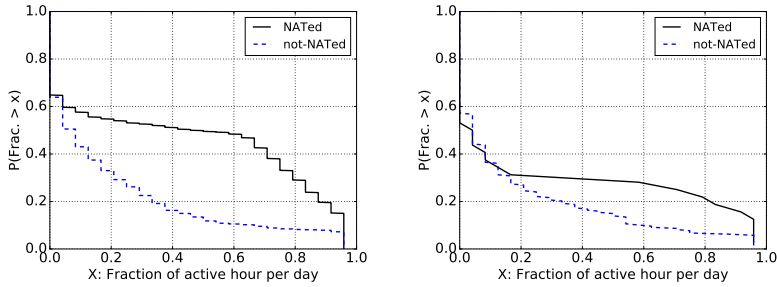 1.0
0.8
0.6
0.4
0.2
0.0
P(Frac. > x)
NATed
not-NATed
0.0 0.2 0.4 0.6 0.8 1.0
X: Fraction of active hour per day
1.0
0.8
0.6
0.4
0.2
0.0
P(Frac. > x)
NATed
not-NATed
0.0 0.2 0.4 0.6 0.8 1.0
X: Fraction of active hour per day